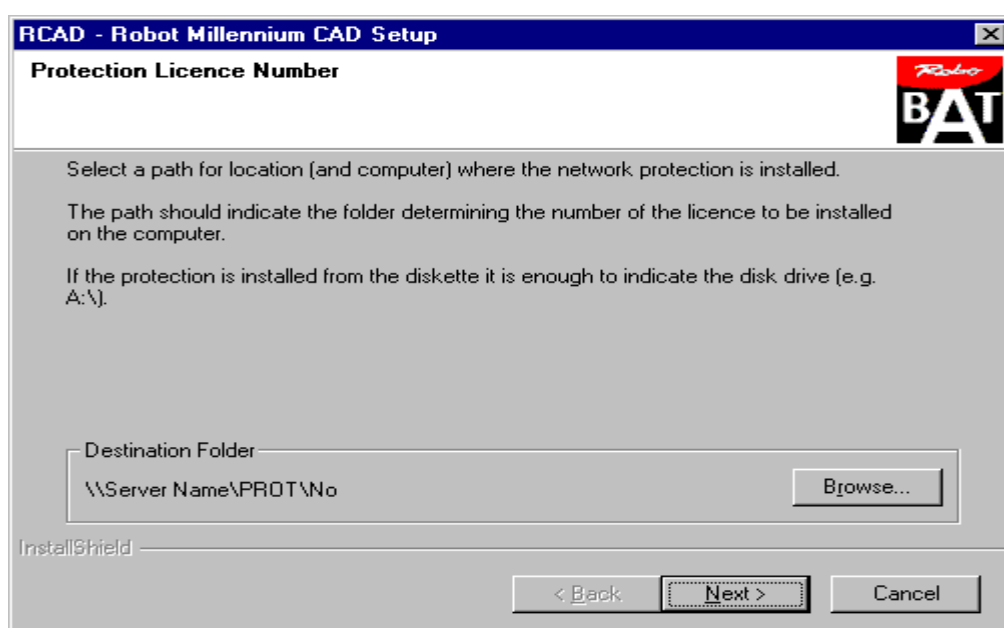 RCAD - Robot Millennium CAD Setup
Protection Licence Number
Robo
BAT
Select a path for location (and computer) where the network protection is installed.
The path should indicate the folder determining the number of the licence to be installed
on the computer.
If the protection is installed from the diskette it is enough to indicate the disk drive (e.g.
A:\).
Destination Folder
\\Server Name\PROT\No
Browse...
InstallShield
< Back
Next >
Cancel